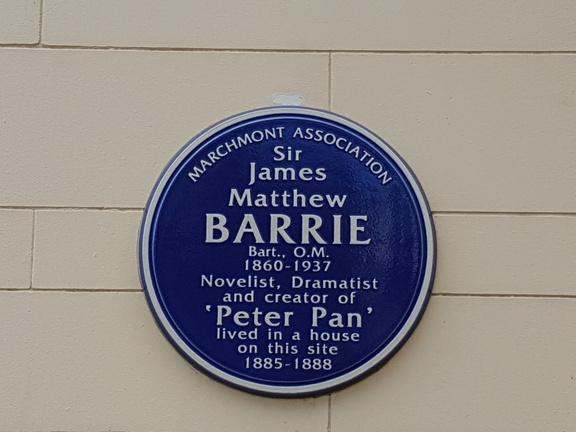 MARCHMONT ASSOCIATION
Sir
James
Matthew
BARRIE
Bart., O.M.
1860-1937
Novelist, Dramatist
and creator of
'Peter Pan'
lived in a house
on this site
1885-1888